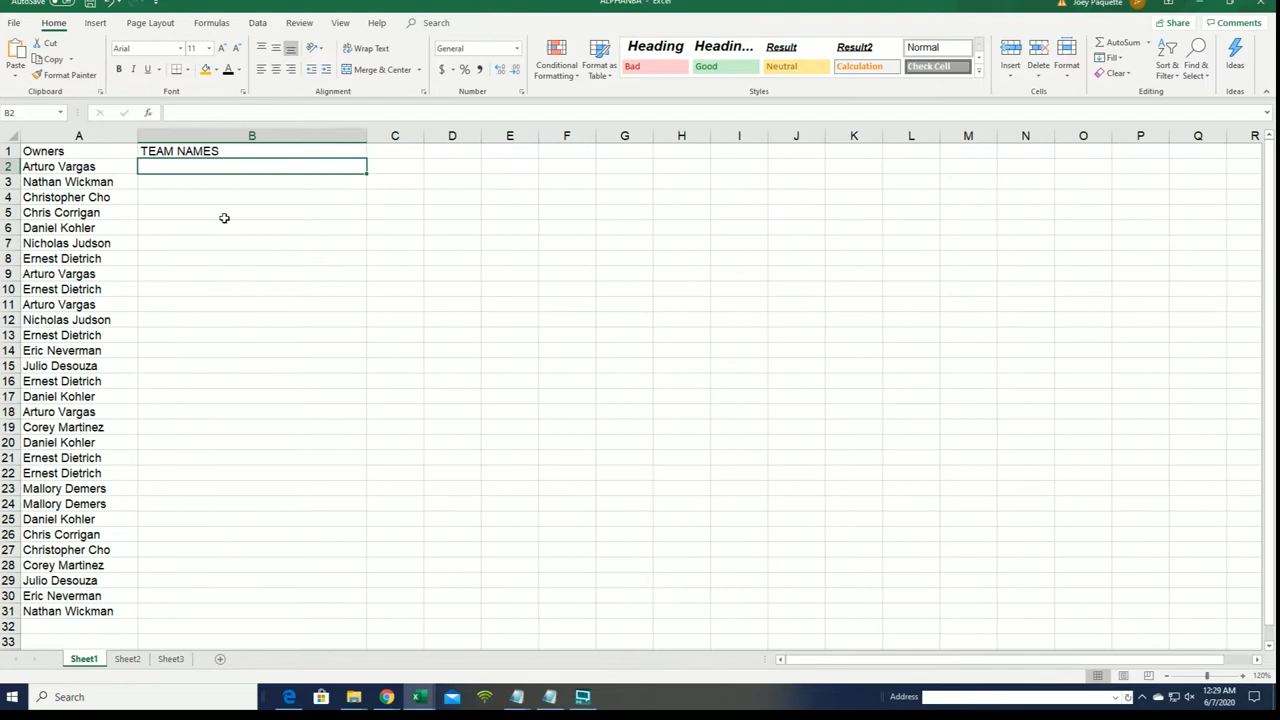 AutoSave ALPHANBA - Excel Joey Paquette JP
File Home Insert Page Layout Formulas Data Review View Help Search Share Comments
Paste Cut Copy Format Painter Clipboard
Arial 11 B I U A A A Font
Wrap Text Merge & Center Alignment
General $ % , Number
Conditional Formatting Format as Table
Heading Headin... Result Result2 Normal
Bad Good Neutral Calculation Check Cell
Styles
Insert Delete Format Cells
AutoSum Fill Clear Sort & Filter Find & Select Editing
Ideas Ideas
B2 fx
A B C D E F G H I J K L M N O P Q R
1 Owners TEAM NAMES
2 Arturo Vargas
3 Nathan Wickman
4 Christopher Cho
5 Chris Corrigan
6 Daniel Kohler
7 Nicholas Judson
8 Ernest Dietrich
9 Arturo Vargas
10 Ernest Dietrich
11 Arturo Vargas
12 Nicholas Judson
13 Ernest Dietrich
14 Eric Neverman
15 Julio Desouza
16 Ernest Dietrich
17 Daniel Kohler
18 Arturo Vargas
19 Corey Martinez
20 Daniel Kohler
21 Ernest Dietrich
22 Ernest Dietrich
23 Mallory Demers
24 Mallory Demers
25 Daniel Kohler
26 Chris Corrigan
27 Christopher Cho
28 Corey Martinez
29 Julio Desouza
30 Eric Neverman
31 Nathan Wickman
32
33
Sheet1 Sheet2 Sheet3
120%
Search Address 12:29 AM
6/7/2020